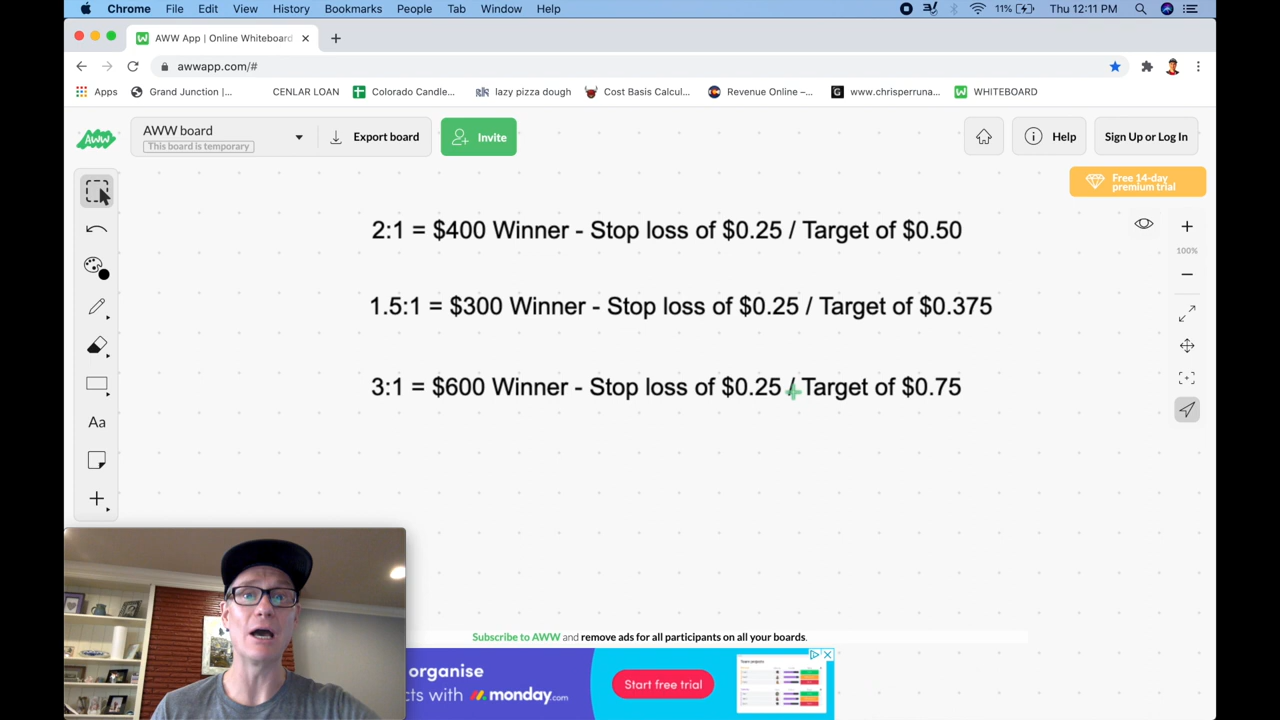 Chrome File Edit View History Bookmarks People Tab Window Help 11% Thu 12:11 PM
AWW App | Online Whiteboard
awwapp.com/#
Apps Grand Junction |... CENLAR LOAN Colorado Candle... lazy pizza dough Cost Basis Calcul... Revenue Online –... www.chrisperruna... WHITEBOARD
AWW
AWW board
This board is temporary
Export board
Invite
Help
Sign Up or Log In
Free 14-day
premium trial
100%
2:1 = $400 Winner - Stop loss of $0.25 / Target of $0.50
1.5:1 = $300 Winner - Stop loss of $0.25 / Target of $0.375
3:1 = $600 Winner - Stop loss of $0.25 / Target of $0.75
Aa
Subscribe to AWW and remove ads for all participants on all your boards.
organise
cts with monday.com
Start free trial